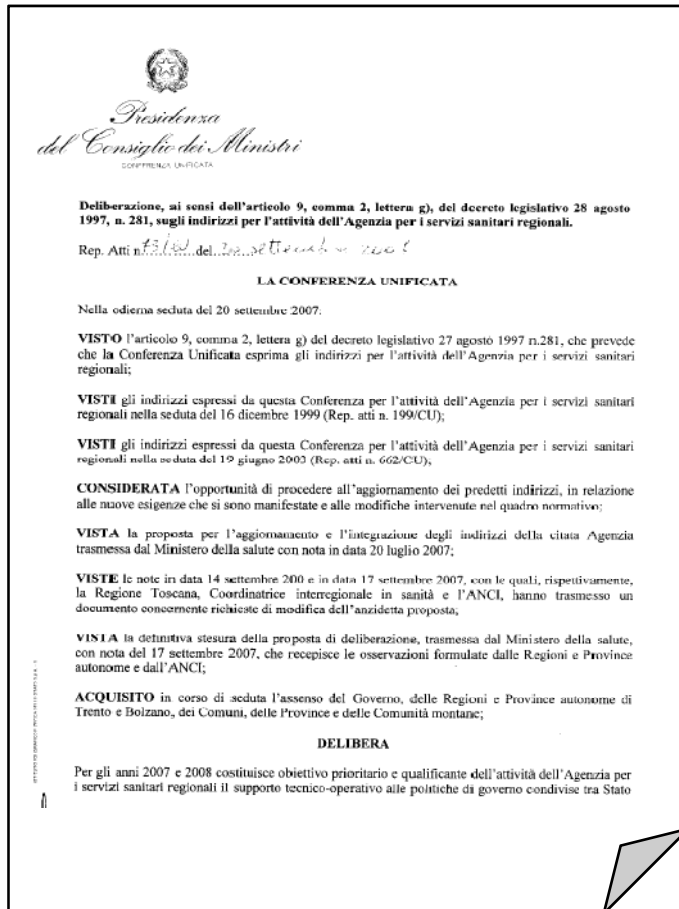 Presidenza
del Consiglio dei Ministri
CONFERENZA UNIFICATA
Deliberazione, ai sensi dell'articolo 9, comma 2, lettera g), del decreto legislativo 28 agosto
1997, n. 281, sugli indirizzi per l'attività dell'Agenzia per i servizi sanitari regionali.
Rep. Atti n. del
LA CONFERENZA UNIFICATA
Nella odierna seduta del 20 settembre 2007:
VISTO l'articolo 9, comma 2, lettera g) del decreto legislativo 27 agosto 1997 n.281, che prevede
che la Conferenza Unificata esprima gli indirizzi per l'attività dell'Agenzia per i servizi sanitari
regionali;
VISTI gli indirizzi espressi da questa Conferenza per l'attività dell'Agenzia per i servizi sanitari
regionali nella seduta del 16 dicembre 1999 (Rep. atti n. 199/CU);
VISTI gli indirizzi espressi da questa Conferenza per l'attività dell'Agenzia per i servizi sanitari
regionali nella seduta del 19 giugno 2003 (Rep. atti n. 662/CU);
CONSIDERATA l'opportunità di procedere all'aggiornamento dei predetti indirizzi, in relazione
alle nuove esigenze che si sono manifestate e alle modifiche intervenute nel quadro normativo;
VISTA la proposta per l'aggiornamento e l'integrazione degli indirizzi della citata Agenzia
trasmessa dal Ministero della salute con nota in data 20 luglio 2007;
VISTE le note in data 14 settembre 200 e in data 17 settembre 2007, con le quali, rispettivamente,
la Regione Toscana, Coordinatrice interregionale in sanità e l'ANCI, hanno trasmesso un
documento concernente richieste di modifica dell'anzidetta proposta;
VISTA la definitiva stesura della proposta di deliberazione, trasmessa dal Ministero della salute,
con nota del 17 settembre 2007, che recepisce le osservazioni formulate dalle Regioni e Province
autonome e dall'ANCI;
ACQUISITO in corso di seduta l'assenso del Governo, delle Regioni e Province autonome di
Trento e Bolzano, dei Comuni, delle Province e delle Comunità montane;
DELIBERA
Per gli anni 2007 e 2008 costituisce obiettivo prioritario e qualificante dell'attività dell'Agenzia per
i servizi sanitari regionali il supporto tecnico-operativo alle politiche di governo condivise tra Stato